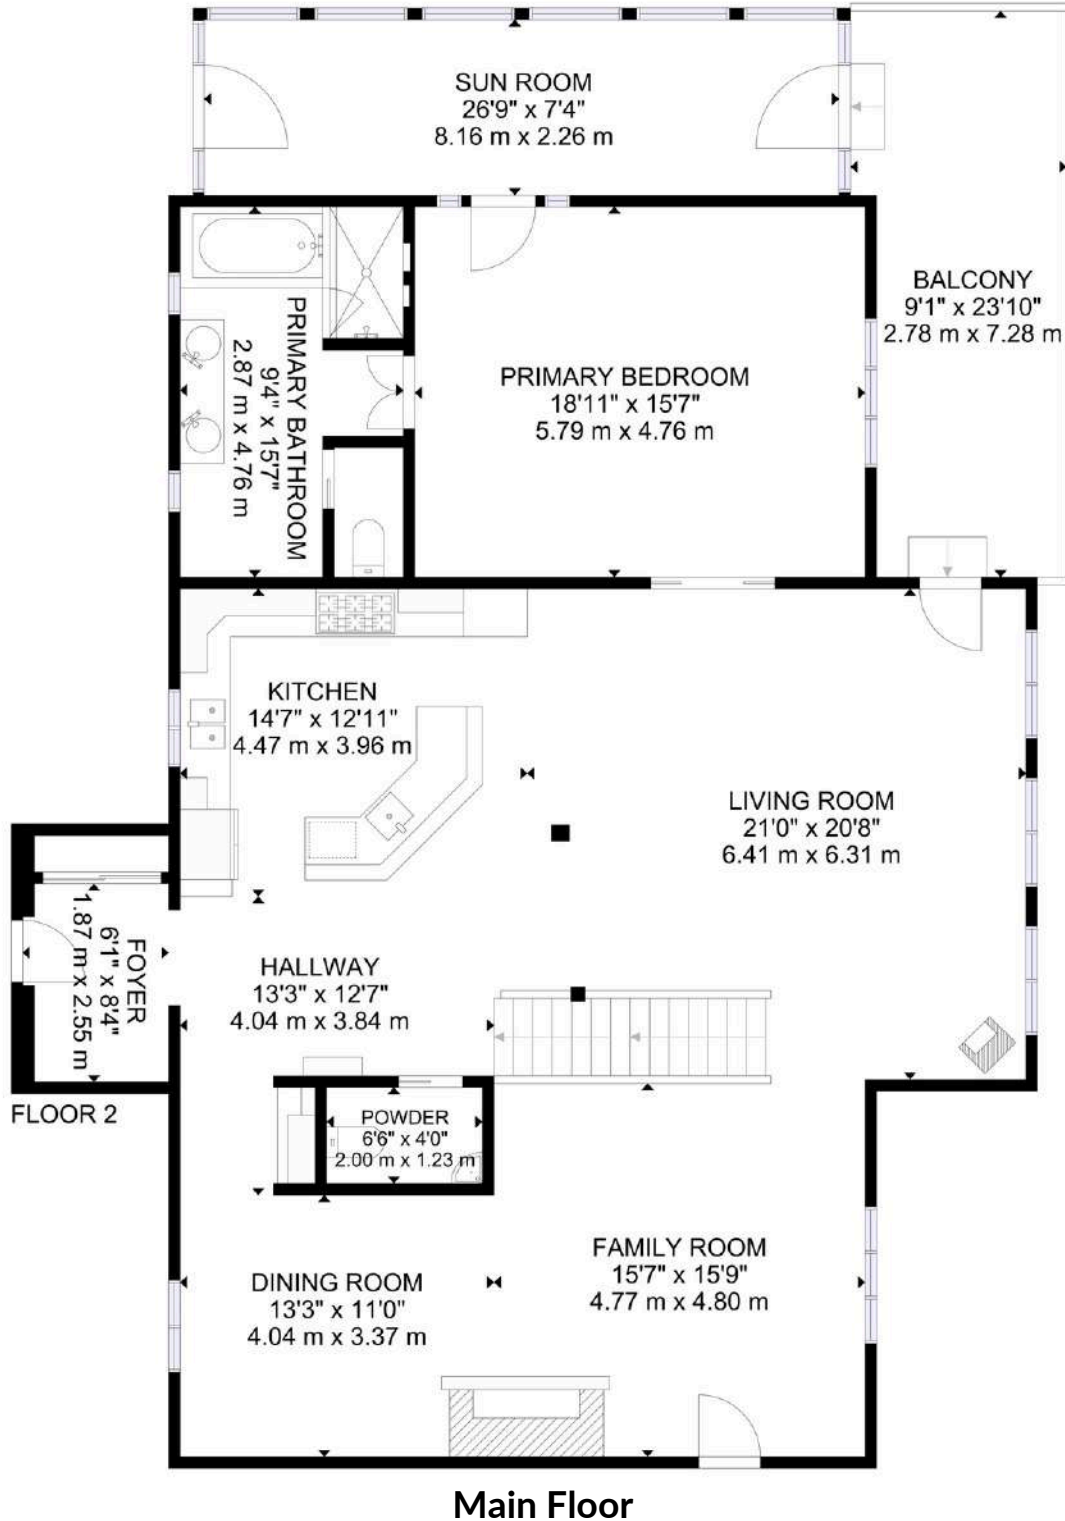 SUN ROOM
26'9" x 7'4"
8.16 m x 2.26 m
BALCONY
9'1" x 23'10"
2.78 m x 7.28 m
PRIMARY BATHROOM
9'4" x 15'7"
2.87 m x 4.76 m
PRIMARY BEDROOM
18'11" x 15'7"
5.79 m x 4.76 m
KITCHEN
14'7" x 12'11"
4.47 m x 3.96 m
LIVING ROOM
21'0" x 20'8"
6.41 m x 6.31 m
FOYER
6'1" x 8'4"
1.87 m x 2.55 m
HALLWAY
13'3" x 12'7"
4.04 m x 3.84 m
FLOOR 2
POWDER
6'6" x 4'0"
2.00 m x 1.23 m
FAMILY ROOM
15'7" x 15'9"
4.77 m x 4.80 m
DINING ROOM
13'3" x 11'0"
4.04 m x 3.37 m
Main Floor